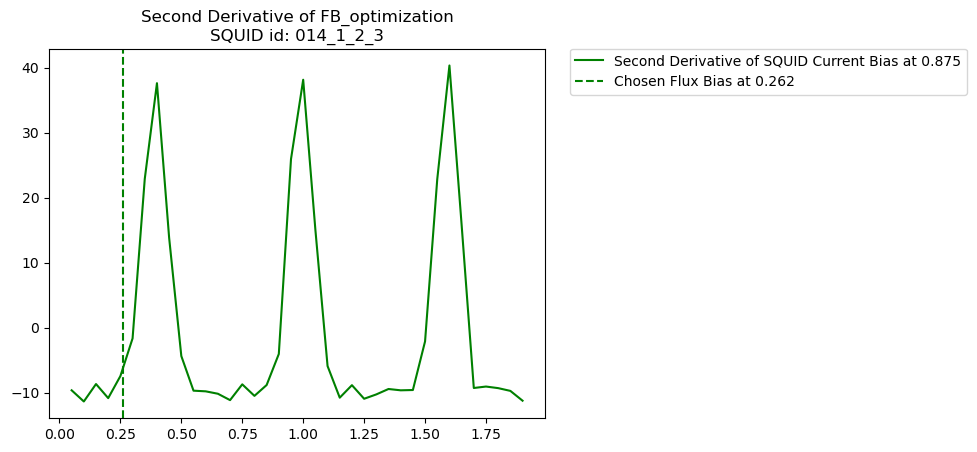 Second Derivative of FB_optimization
SQUID id: 014_1_2_3
Second Derivative of SQUID Current Bias at 0.875
Chosen Flux Bias at 0.262
40
30
20
10
0
−10
0.00 0.25 0.50 0.75 1.00 1.25 1.50 1.75